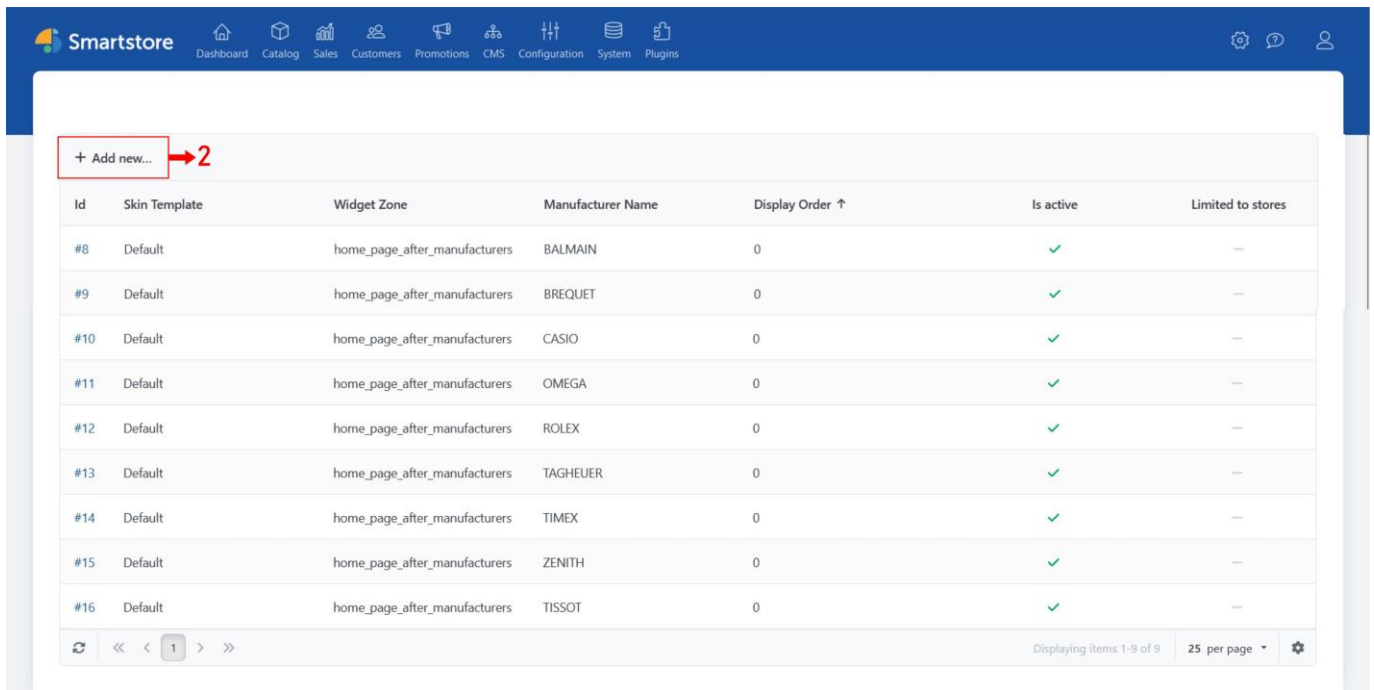 Smartstore Dashboard Catalog Sales Customers Promotions CMS Configuration System Plugins
+ Add new... 2
Id Skin Template Widget Zone Manufacturer Name Display Order ↑ Is active Limited to stores
#8 Default home_page_after_manufacturers BALMAIN 0
#9 Default home_page_after_manufacturers BREQUET 0
#10 Default home_page_after_manufacturers CASIO 0
#11 Default home_page_after_manufacturers OMEGA 0
#12 Default home_page_after_manufacturers ROLEX 0
#13 Default home_page_after_manufacturers TAGHEUER 0
#14 Default home_page_after_manufacturers TIMEX 0
#15 Default home_page_after_manufacturers ZENITH 0
#16 Default home_page_after_manufacturers TISSOT 0
1 Displaying items 1-9 of 9 25 per page